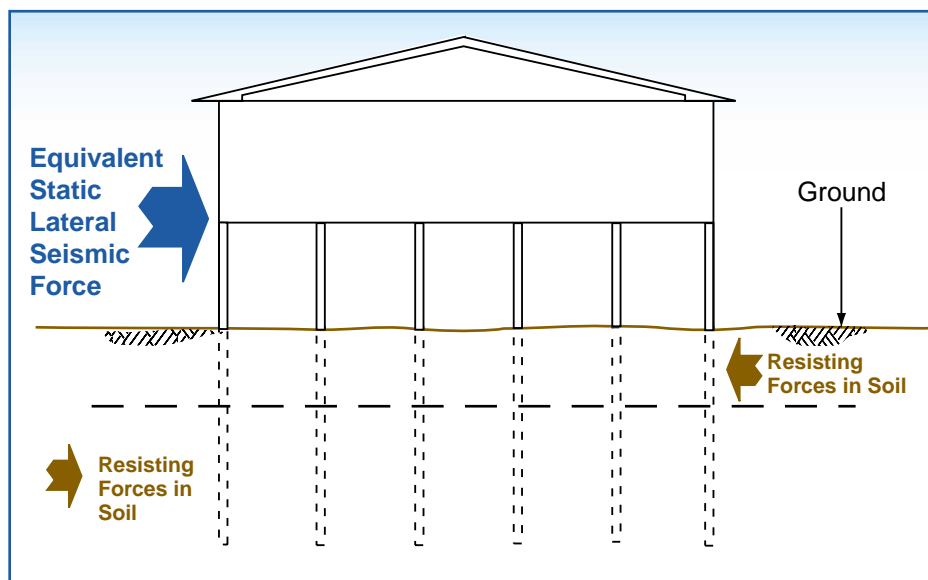 Equivalent
Static
Lateral
Seismic
Force
Ground
Resisting
Forces in Soil
Resisting
Forces in
Soil